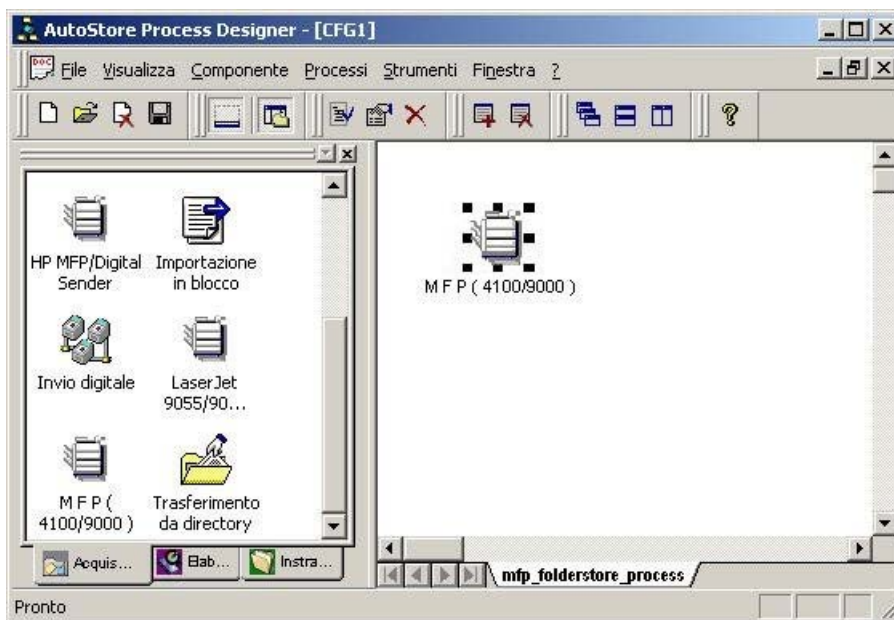 AutoStore Process Designer - [CFG1]
DOC
File Visualizza Componente Processi Strumenti Finestra ?
HP MFP/Digital
Sender
Importazione
in blocco
Invio digitale
LaserJet
9055/90...
M F P (
4100/9000 )
Trasferimento
da directory
M F P ( 4100/9000 )
Acquis...
Elab...
Instra...
mfp_folderstore_process
Pronto